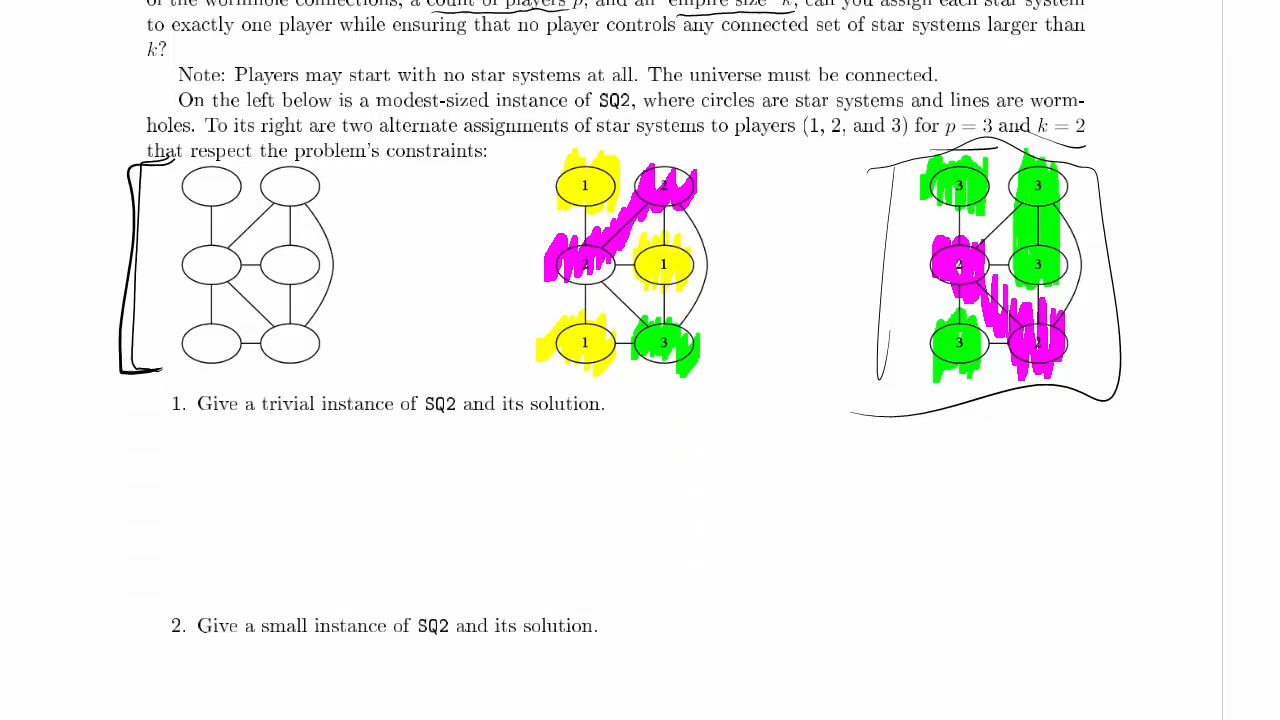 of the wormhole connections, a count of players p, and an "empire size" k, can you assign each star system
to exactly one player while ensuring that no player controls any connected set of star systems larger than
k?
Note: Players may start with no star systems at all. The universe must be connected.
On the left below is a modest-sized instance of SQ2, where circles are star systems and lines are worm-
holes. To its right are two alternate assignments of star systems to players (1, 2, and 3) for p = 3 and k = 2
that respect the problem's constraints:
1 2 3 3
2 1 2 3
1 3 3 2
1. Give a trivial instance of SQ2 and its solution.
2. Give a small instance of SQ2 and its solution.